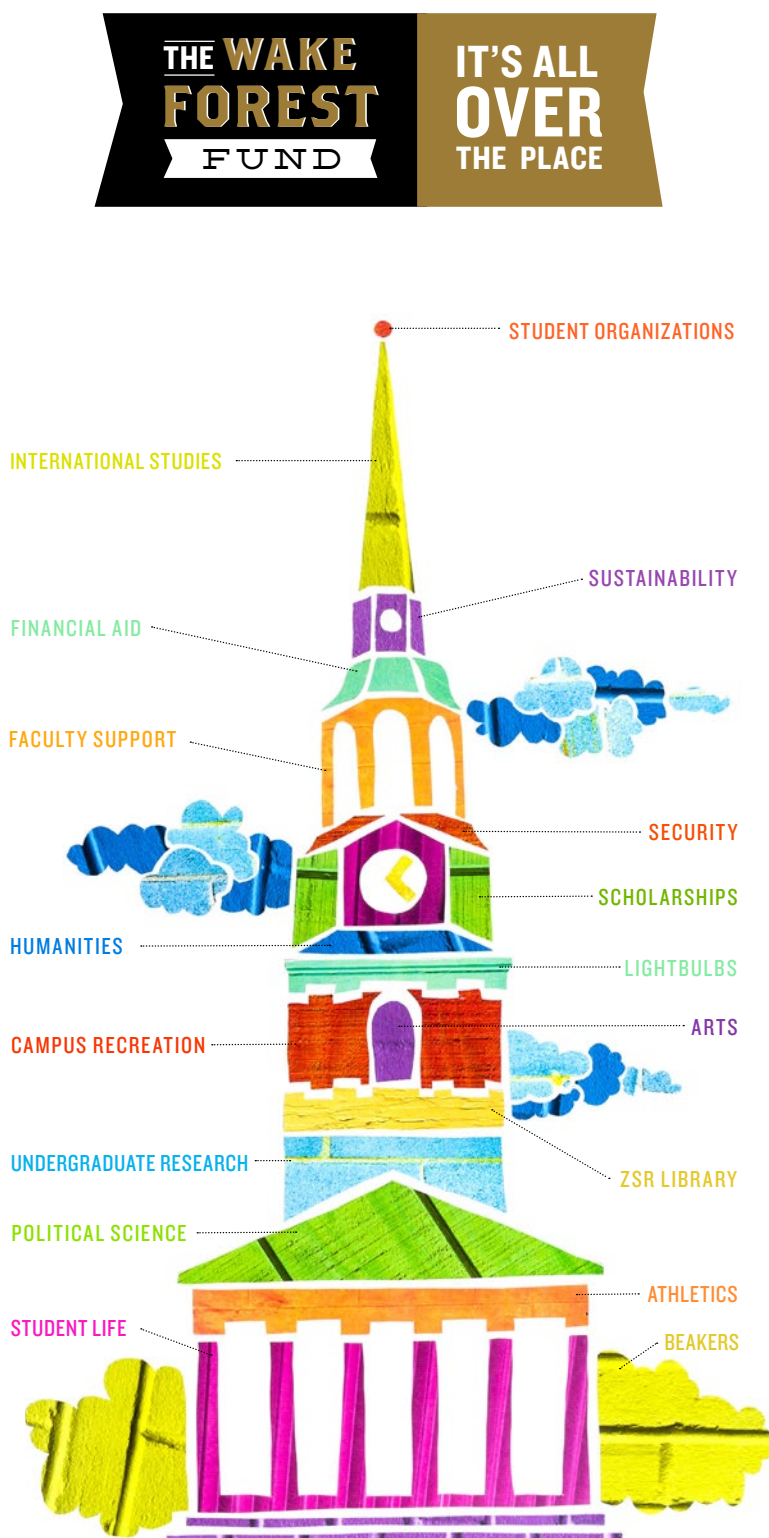 THE WAKE
FOREST
FUND
IT'S ALL
OVER
THE PLACE
STUDENT ORGANIZATIONS
INTERNATIONAL STUDIES
SUSTAINABILITY
FINANCIAL AID
FACULTY SUPPORT
SECURITY
SCHOLARSHIPS
HUMANITIES
LIGHTBULBS
ARTS
CAMPUS RECREATION
UNDERGRADUATE RESEARCH
ZSR LIBRARY
POLITICAL SCIENCE
ATHLETICS
STUDENT LIFE
BEAKERS